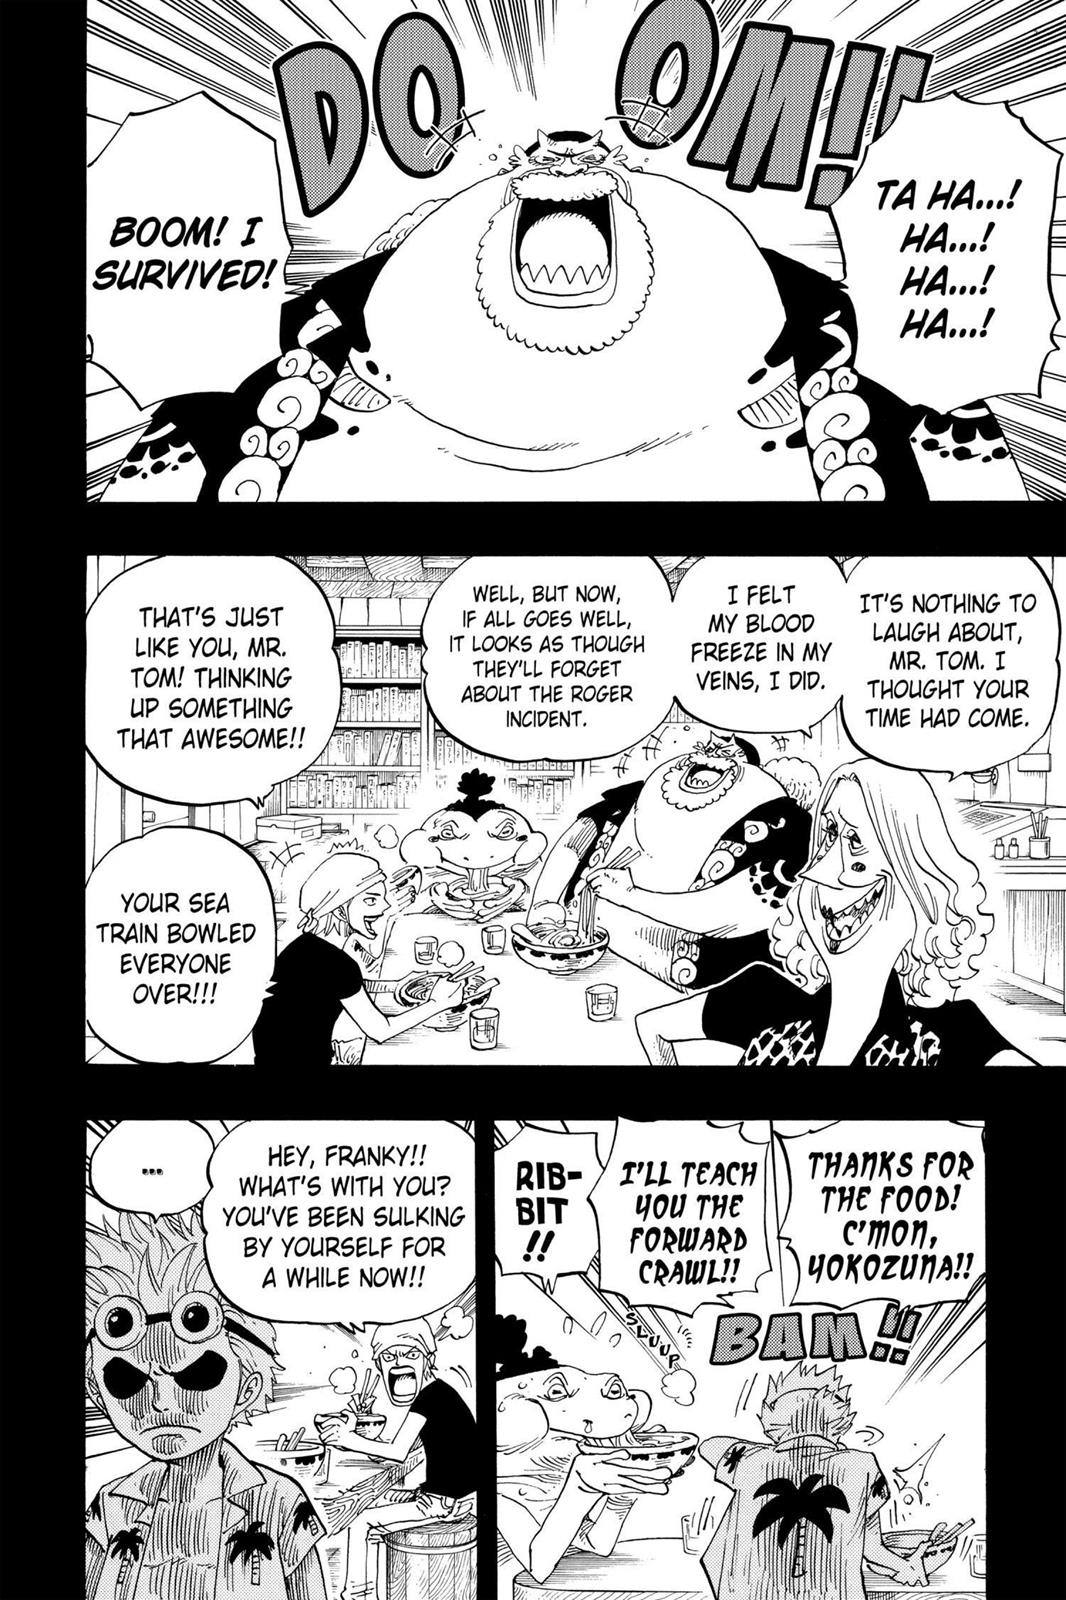 DOOM!!
TA HA...!
HA...!
HA...!
HA...!
BOOM! I
SURVIVED!
IT'S NOTHING TO
LAUGH ABOUT,
MR. TOM. I
THOUGHT YOUR
TIME HAD COME.
I FELT
MY BLOOD
FREEZE IN MY
VEINS, I DID.
WELL, BUT NOW,
IF ALL GOES WELL,
IT LOOKS AS THOUGH
THEY'LL FORGET
ABOUT THE ROGER
INCIDENT.
THAT'S JUST
LIKE YOU, MR.
TOM! THINKING
UP SOMETHING
THAT AWESOME!!
YOUR SEA
TRAIN BOWLED
EVERYONE
OVER!!!
THANKS FOR
THE FOOD!
C'MON,
YOKOZUNA!!
I'LL TEACH
YOU THE
FORWARD
CRAWL!!
RIB-
BIT
!!
BAM!!
SLUUP
HEY, FRANKY!!
WHAT'S WITH YOU?
YOU'VE BEEN SULKING
BY YOURSELF FOR
A WHILE NOW!!
...